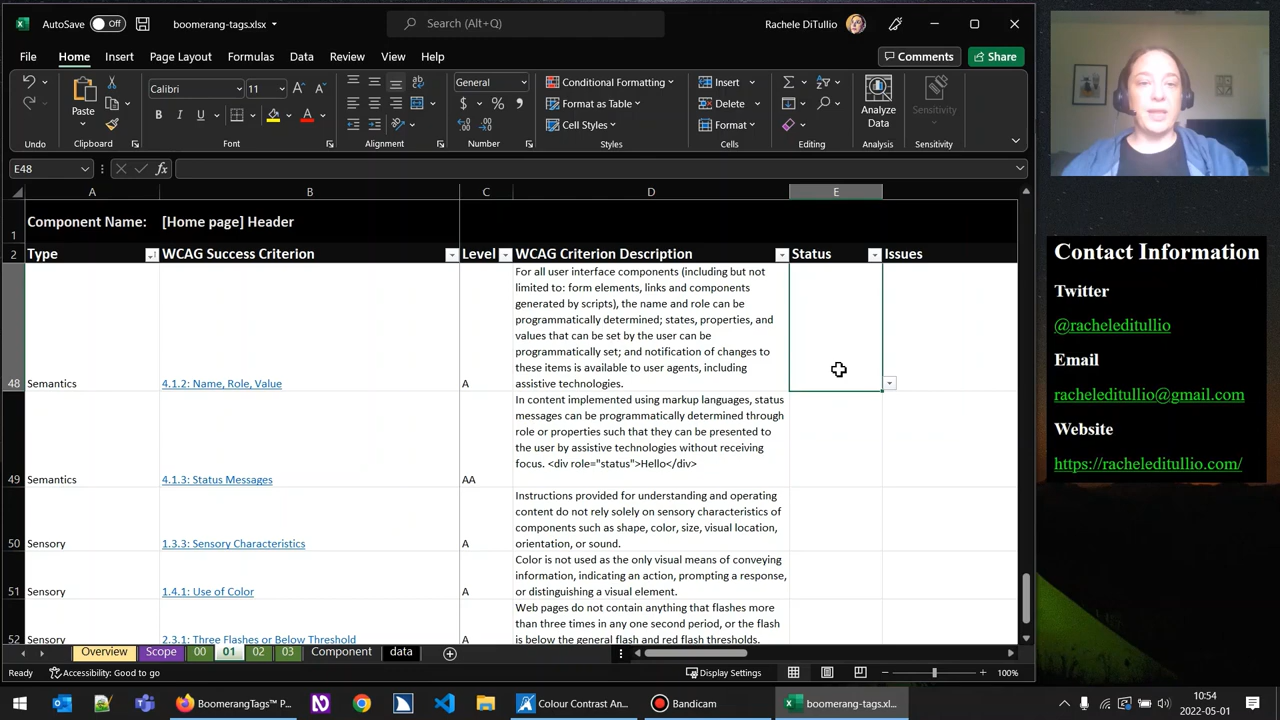 AutoSave Off boomerang-tags.xlsx Search (Alt+Q) Rachele DiTullio
File Home Insert Page Layout Formulas Data Review View Help Comments Share
Paste Calibri 11 General Conditional Formatting Format as Table Cell Styles Insert Delete Format Analyze Data Sensitivity
Undo Clipboard Font Alignment Number Styles Cells Editing Analysis Sensitivity
E48 fx
A B C D E
1 Component Name: [Home page] Header
2 Type WCAG Success Criterion Level WCAG Criterion Description Status Issues
For all user interface components (including but not
limited to: form elements, links and components
generated by scripts), the name and role can be
programmatically determined; states, properties, and
values that can be set by the user can be
programmatically set; and notification of changes to
these items is available to user agents, including
48 Semantics 4.1.2: Name, Role, Value A assistive technologies.
In content implemented using markup languages, status
messages can be programmatically determined through
role or properties such that they can be presented to
the user by assistive technologies without receiving
focus. <div role="status">Hello</div>
49 Semantics 4.1.3: Status Messages AA
Instructions provided for understanding and operating
content do not rely solely on sensory characteristics of
components such as shape, color, size, visual location,
50 Sensory 1.3.3: Sensory Characteristics A orientation, or sound.
Color is not used as the only visual means of conveying
information, indicating an action, prompting a response,
51 Sensory 1.4.1: Use of Color A or distinguishing a visual element.
Web pages do not contain anything that flashes more
than three times in any one second period, or the flash
52 Sensory 2.3.1: Three Flashes or Below Threshold A is below the general flash and red flash thresholds.
Overview Scope 00 01 02 03 Component data
Ready Accessibility: Good to go Display Settings 100%
BoomerangTags™ P... Colour Contrast An... Bandicam boomerang-tags.xl... 10:54
2022-05-01
Contact Information
Twitter
@racheleditullio
Email
racheleditullio@gmail.com
Website
https://racheleditullio.com/